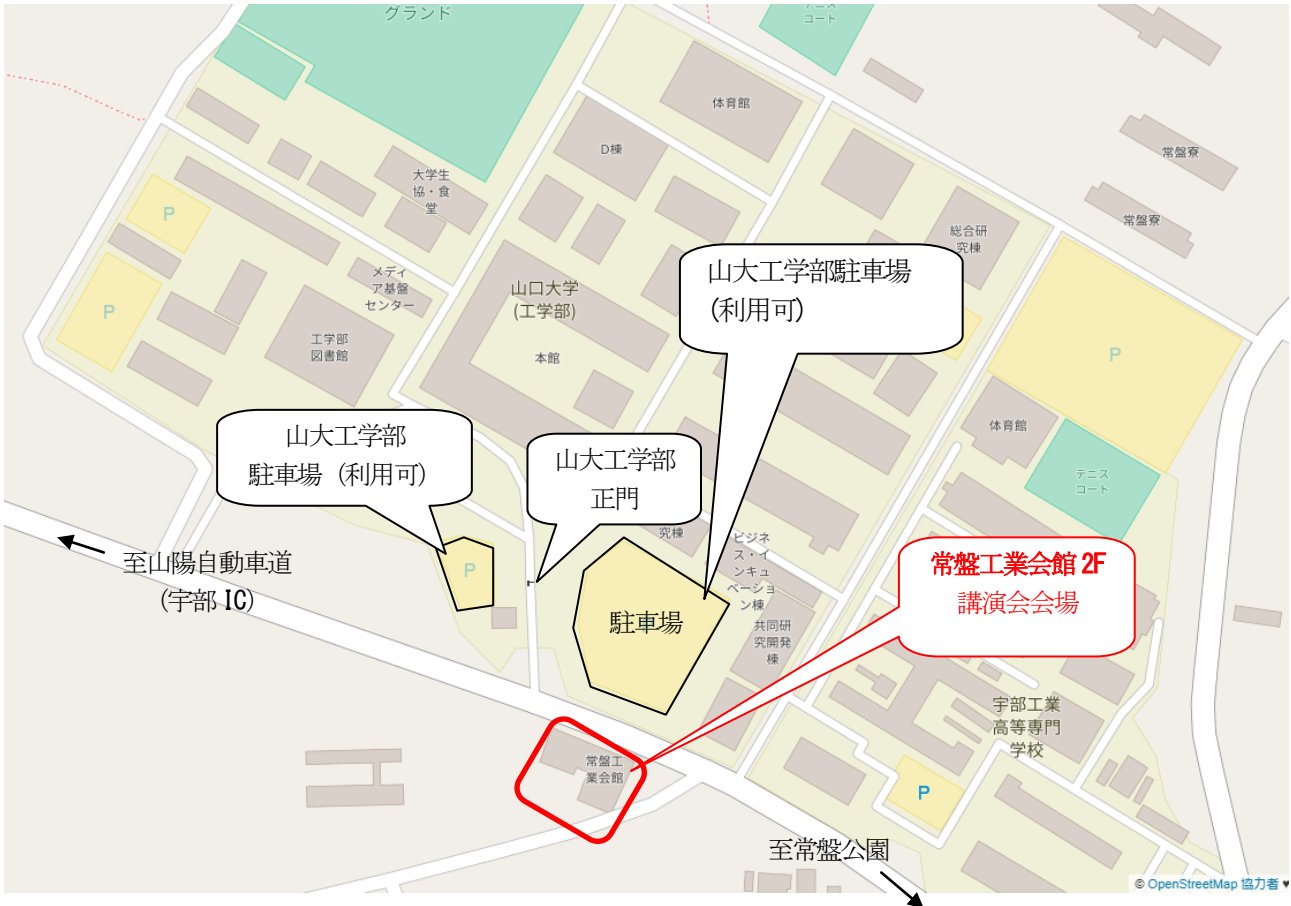 グランド
テニス
コート
体育館
D棟
常盤寮
大学生
協・食
堂
常盤寮
P
総合研
究棟
メディ
ア基盤
センター
山口大学
(工学部)
山大工学部駐車場
(利用可)
P
工学部
図書館
本館
P
体育館
山大工学部
駐車場（利用可）
山大工学部
正門
テニス
コート
究棟
ビジネ
ス・イ
ンキュ
ベーショ
ン棟
至山陽自動車道
(宇部 IC)
P
常盤工業会館 2F
講演会会場
駐車場
共同研
究開発
棟
宇部工業
高等専門
学校
常盤工
業会館
P
至常盤公園
© OpenStreetMap 協力者 ♥